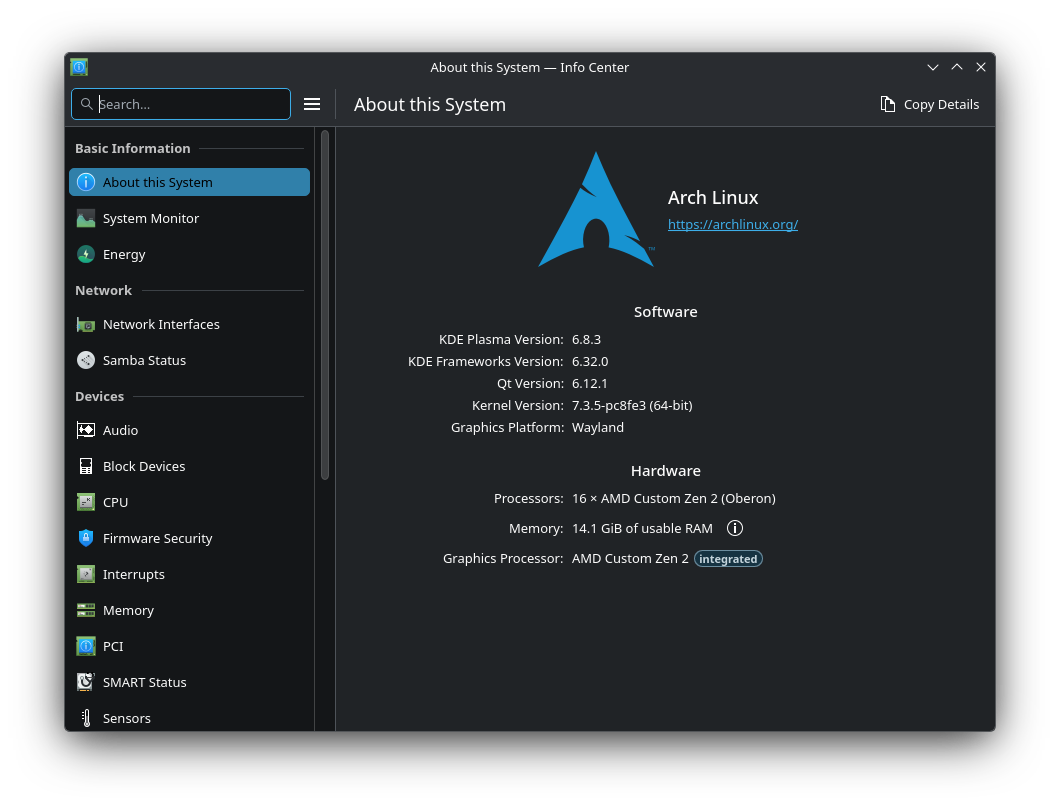 About this System — Info Center
Search...
About this System
Copy Details
Basic Information
About this System
System Monitor
Energy
Network
Network Interfaces
Samba Status
Devices
Audio
Block Devices
CPU
Firmware Security
Interrupts
Memory
PCI
SMART Status
Sensors
Arch Linux
https://archlinux.org/
TM
Software
KDE Plasma Version: 6.8.3
KDE Frameworks Version: 6.32.0
Qt Version: 6.12.1
Kernel Version: 7.3.5-pc8fe3 (64-bit)
Graphics Platform: Wayland
Hardware
Processors: 16 × AMD Custom Zen 2 (Oberon)
Memory: 14.1 GiB of usable RAM
Graphics Processor: AMD Custom Zen 2 integrated